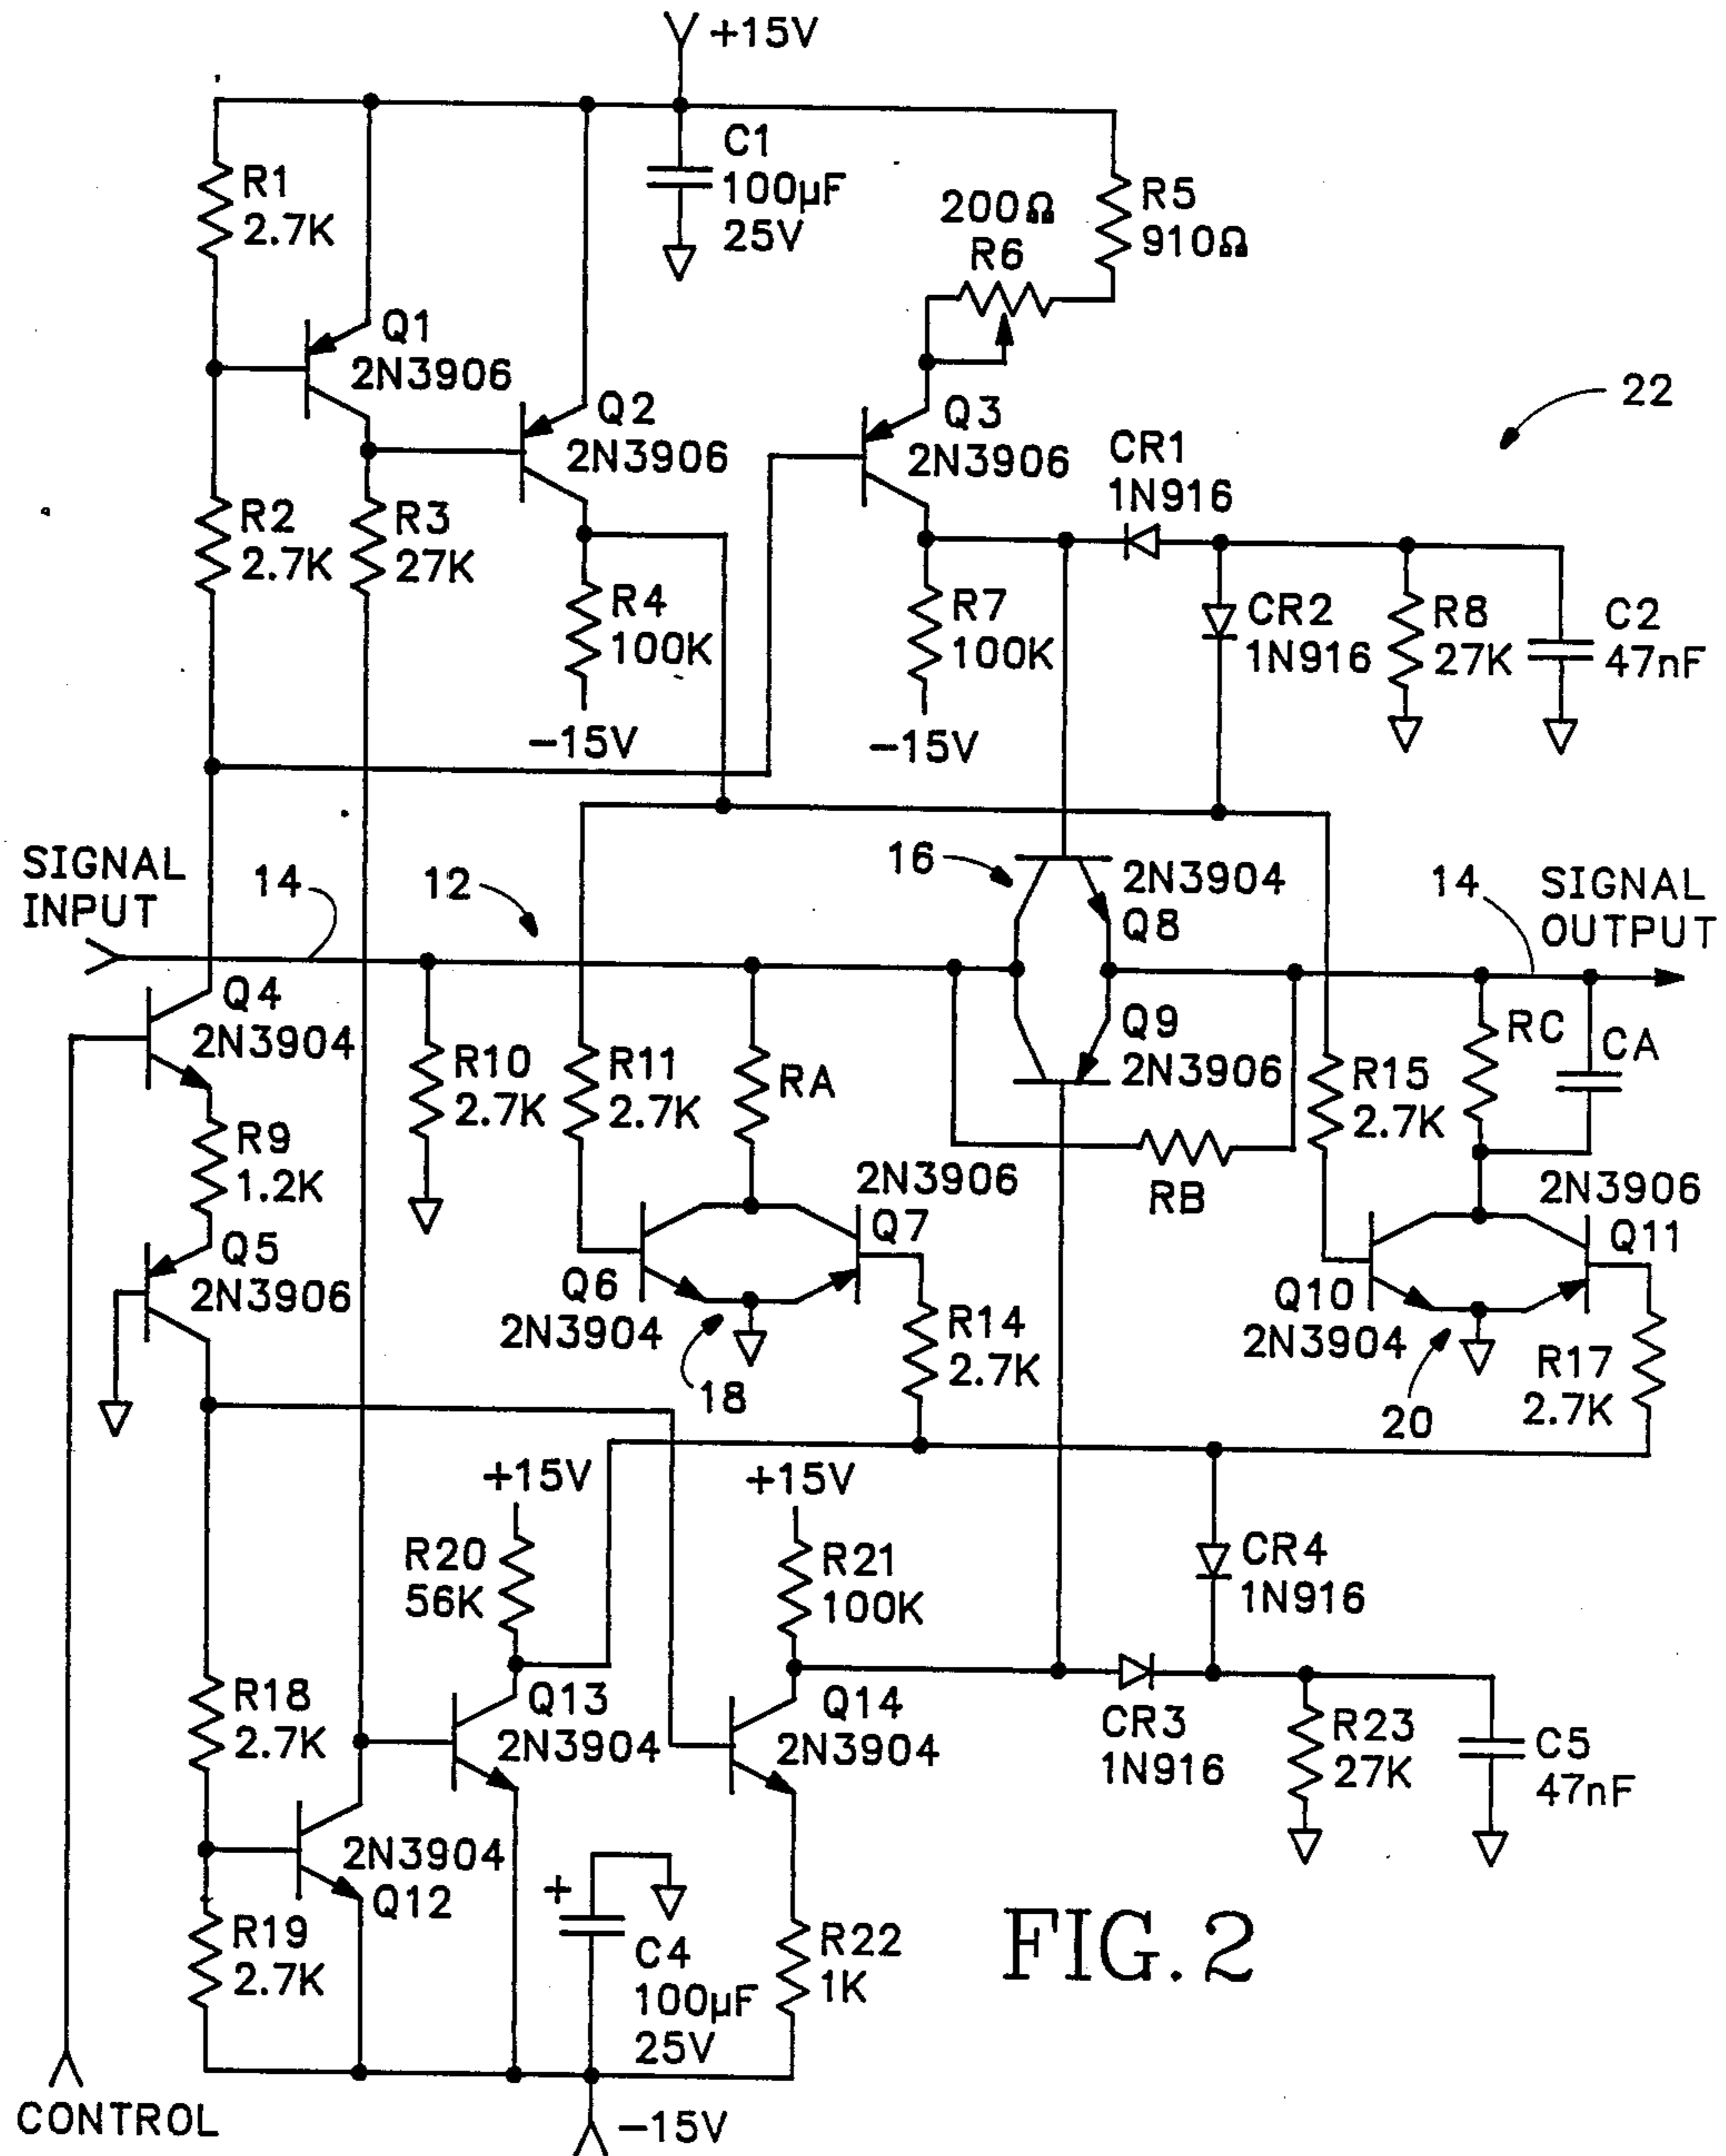 +15V
C1
100μF
25V
R1
2.7K
200Ω
R6
R5
910Ω
Q1
2N3906
Q2
2N3906
Q3
2N3906
CR1
1N916
22
R2
2.7K
R3
27K
R4
100K
-15V
R7
100K
-15V
CR2
1N916
R8
27K
C2
47nF
SIGNAL
INPUT
14
12
16
2N3904
Q8
14
SIGNAL
OUTPUT
Q4
2N3904
R10
2.7K
R11
2.7K
RA
Q9
2N3906
R15
2.7K
RC
CA
R9
1.2K
RB
Q5
2N3906
Q6
2N3904
18
2N3906
Q7
R14
2.7K
Q10
2N3904
20
2N3906
Q11
R17
2.7K
+15V
R20
56K
+15V
R21
100K
CR4
1N916
R18
2.7K
Q13
2N3904
Q14
2N3904
CR3
1N916
R23
27K
C5
47nF
2N3904
Q12
R19
2.7K
+
C4
100μF
25V
R22
1K
FIG. 2
CONTROL
-15V